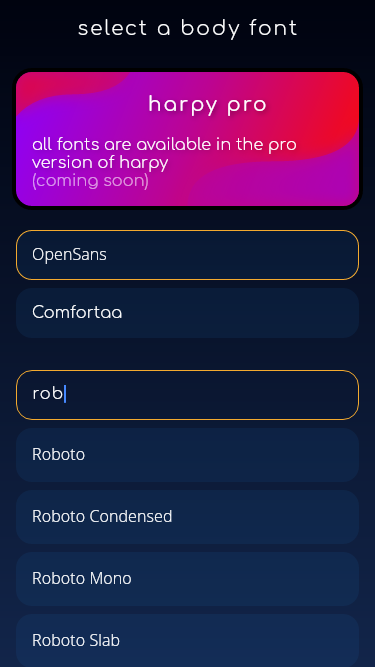 select a body font
harpy pro
all fonts are available in the pro
version of harpy
(coming soon)
OpenSans
Comfortaa
rob
Roboto
Roboto Condensed
Roboto Mono
Roboto Slab